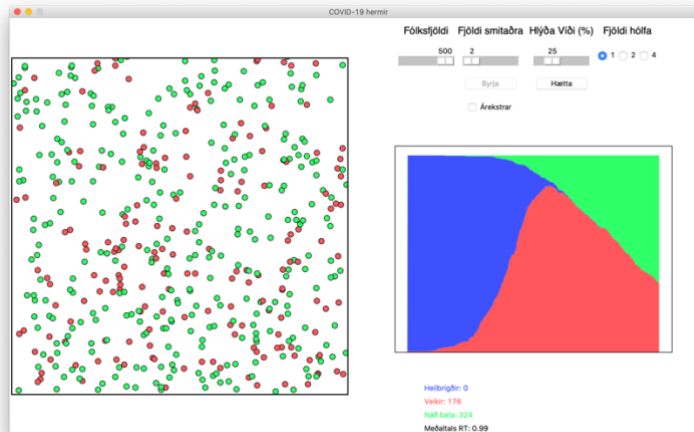 COVID-19 hermir
Fólksfjöldi Fjöldi smitaðra Hlýða Víði (%) Fjöldi hólfa
500 2 25 1 2 4
Byrja Hætta
Árekstrar
Heilbrigðir: 0
Veikir: 176
Náð bata: 324
Meðaltals RT: 0.99